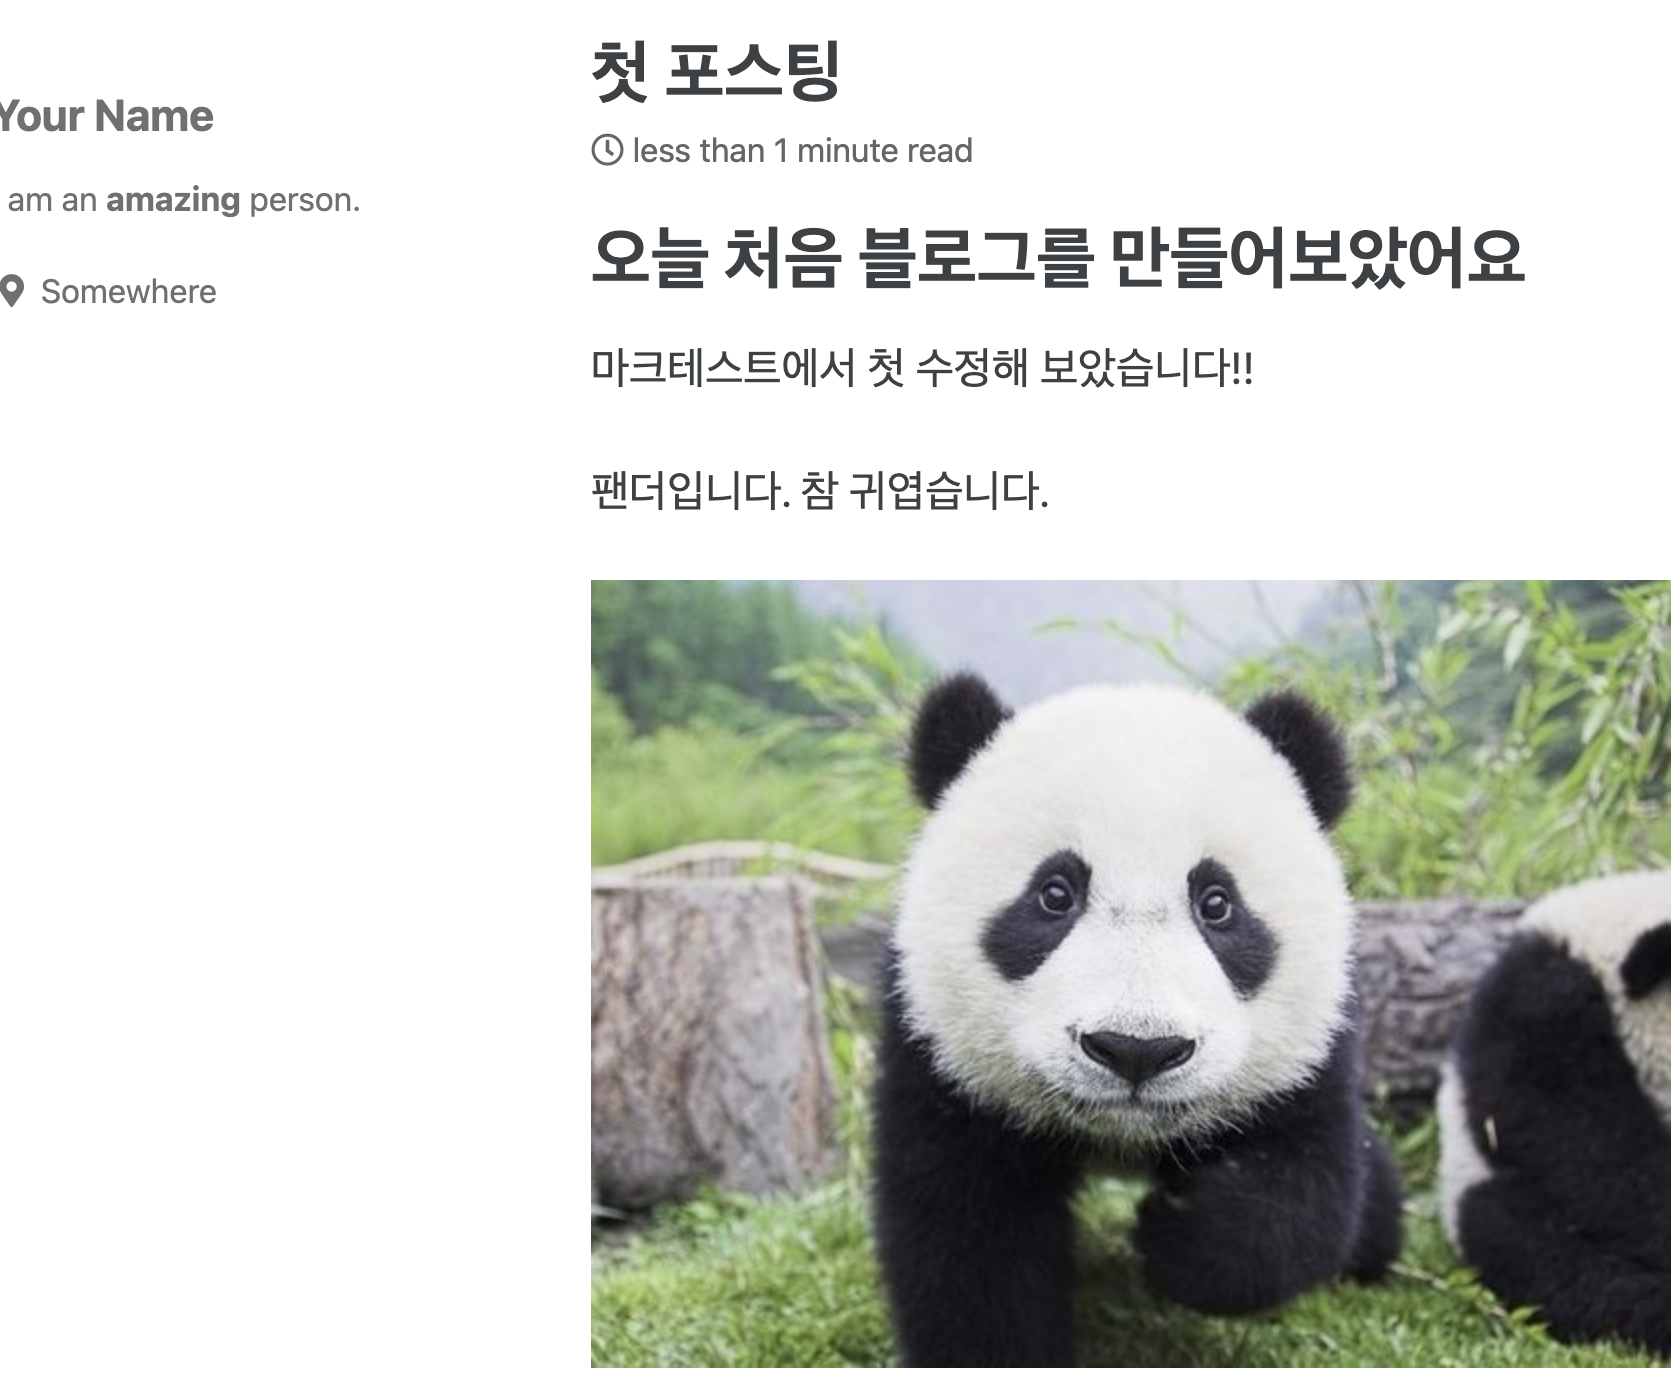 Your Name
am an amazing person.
Somewhere
첫 포스팅
less than 1 minute read
오늘 처음 블로그를 만들어보았어요
마크테스트에서 첫 수정해 보았습니다!!
팬더입니다. 참 귀엽습니다.